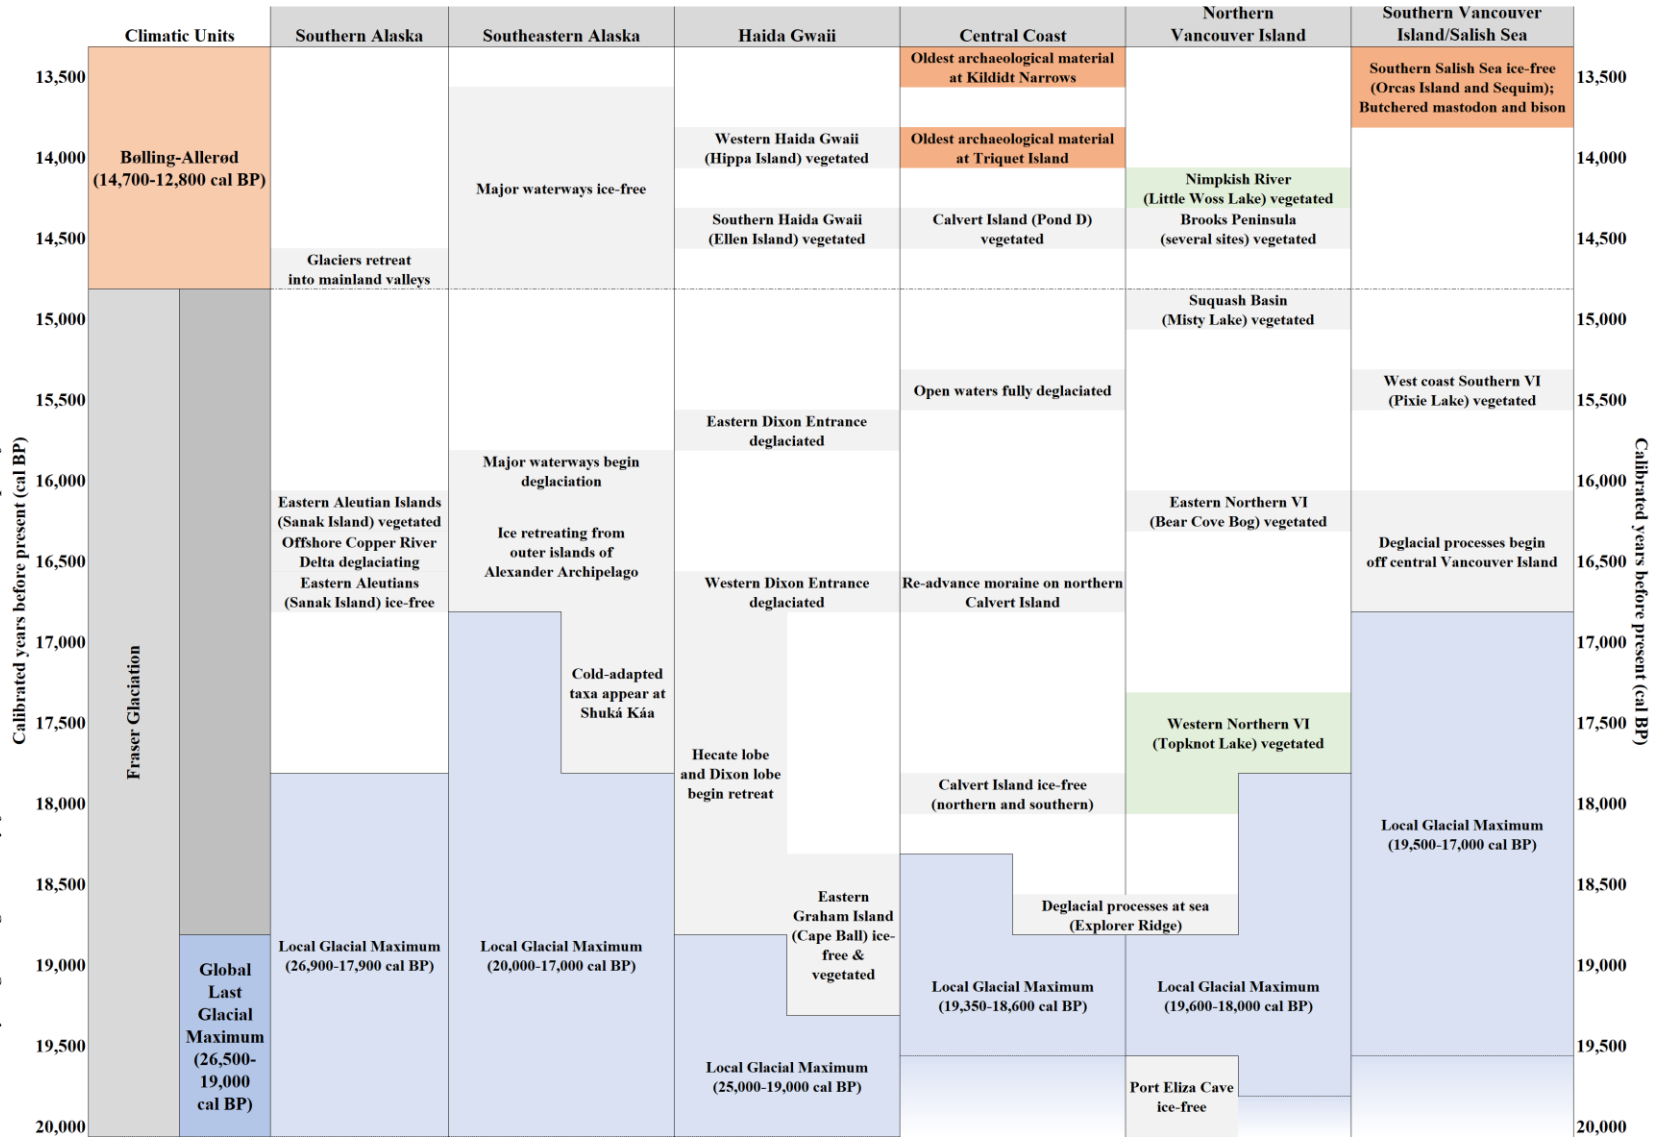 Climatic Units
Southern Alaska
Southeastern Alaska
Haida Gwaii
Central Coast
Northern
Vancouver Island
Southern Vancouver
Island/Salish Sea
Calibrated years before present (cal BP)
13,500
14,000
14,500
15,000
15,500
16,000
16,500
17,000
17,500
18,000
18,500
19,000
19,500
20,000
Bølling-Allerød
(14,700-12,800 cal BP)
Fraser Glaciation
Global
Last
Glacial
Maximum
(26,500-
19,000
cal BP)
Glaciers retreat
into mainland valleys
Eastern Aleutian Islands
(Sanak Island) vegetated
Offshore Copper River
Delta deglaciating
Eastern Aleutians
(Sanak Island) ice-free
Local Glacial Maximum
(26,900-17,900 cal BP)
Major waterways ice-free
Major waterways begin
deglaciation
Ice retreating from
outer islands of
Alexander Archipelago
Cold-adapted
taxa appear at
Shuká Káa
Local Glacial Maximum
(20,000-17,000 cal BP)
Western Haida Gwaii
(Hippa Island) vegetated
Southern Haida Gwaii
(Ellen Island) vegetated
Eastern Dixon Entrance
deglaciated
Western Dixon Entrance
deglaciated
Hecate lobe
and Dixon lobe
begin retreat
Eastern
Graham Island
(Cape Ball) ice-
free &
vegetated
Local Glacial Maximum
(25,000-19,000 cal BP)
Oldest archaeological material
at Kildidt Narrows
Oldest archaeological material
at Triquet Island
Calvert Island (Pond D)
vegetated
Open waters fully deglaciated
Re-advance moraine on northern
Calvert Island
Calvert Island ice-free
(northern and southern)
Deglacial processes at sea
(Explorer Ridge)
Local Glacial Maximum
(19,350-18,600 cal BP)
Nimpkish River
(Little Woss Lake) vegetated
Brooks Peninsula
(several sites) vegetated
Suquash Basin
(Misty Lake) vegetated
Eastern Northern VI
(Bear Cove Bog) vegetated
Western Northern VI
(Topknot Lake) vegetated
Local Glacial Maximum
(19,600-18,000 cal BP)
Port Eliza Cave
ice-free
Southern Salish Sea ice-free
(Orcas Island and Sequim);
Butchered mastodon and bison
West coast Southern VI
(Pixie Lake) vegetated
Deglacial processes begin
off central Vancouver Island
Local Glacial Maximum
(19,500-17,000 cal BP)
13,500
14,000
14,500
15,000
15,500
16,000
16,500
17,000
17,500
18,000
18,500
19,000
19,500
20,000
Calibrated years before present (cal BP)